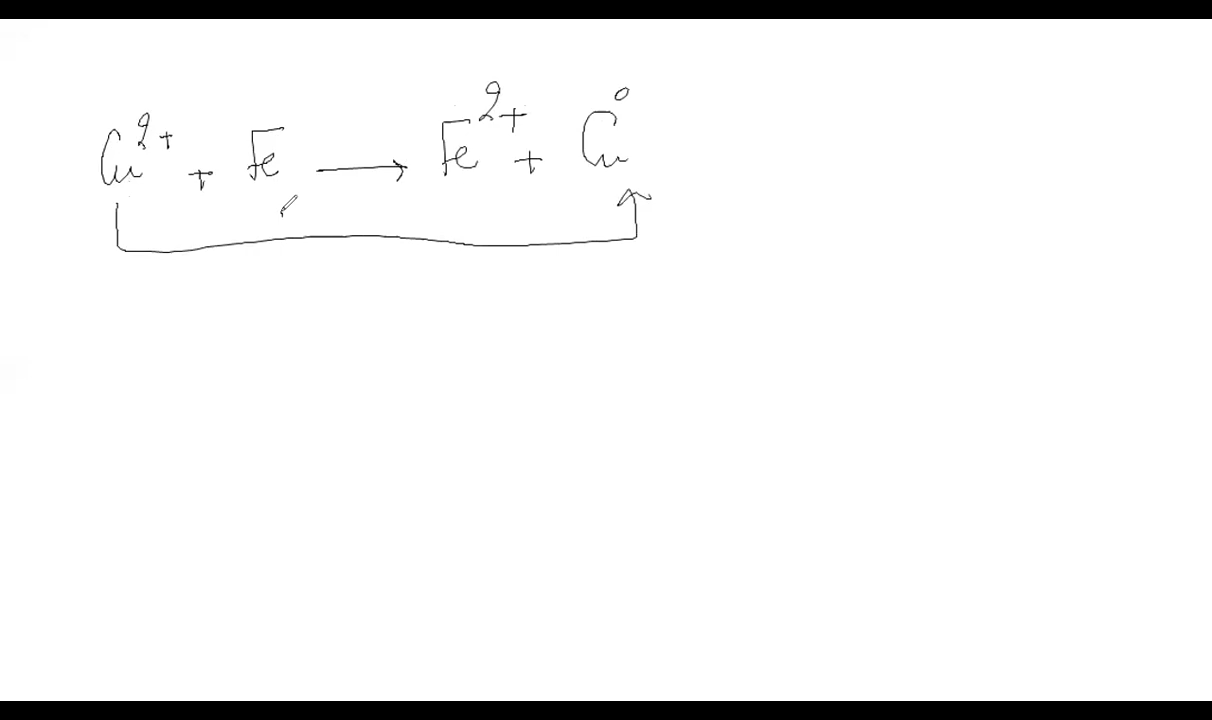 Cu²⁺ + Fe ⟶ Fe²⁺ + Cu⁰